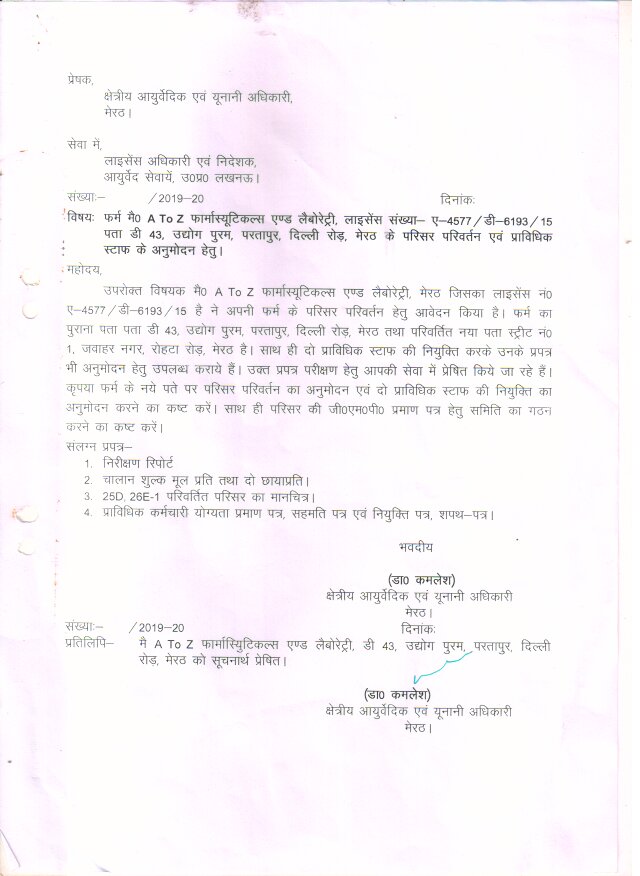 प्रेषक,
क्षेत्रीय आयुर्वेदिक एवं यूनानी अधिकारी,
मेरठ।
सेवा में,
लाइसेंस अधिकारी एवं निदेशक,
आयुर्वेद सेवायें, उ0प्र0 लखनऊ।
संख्याः– /2019-20 दिनांकः
विषयः फर्म मै0 A To Z फार्मास्यूटिकल्स एण्ड लैबोरेट्री, लाइसेंस संख्या– ए–4577/डी–6193/15
पता डी 43, उद्योग पुरम, परतापुर, दिल्ली रोड़, मेरठ के परिसर परिवर्तन एवं प्राविधिक
स्टाफ के अनुमोदन हेतु।
महोदय,
उपरोक्त विषयक मै0 A To Z फार्मास्यूटिकल्स एण्ड लैबोरेट्री, मेरठ जिसका लाइसेंस नं0
ए–4577/डी–6193/15 है ने अपनी फर्म के परिसर परिवर्तन हेतु आवेदन किया है। फर्म का
पुराना पता पता डी 43, उद्योग पुरम, परतापुर, दिल्ली रोड़, मेरठ तथा परिवर्तित नया पता स्ट्रीट नं0
1, जवाहर नगर, रोहटा रोड़, मेरठ है। साथ ही दो प्राविधिक स्टाफ की नियुक्ति करके उनके प्रपत्र
भी अनुमोदन हेतु उपलब्ध कराये हैं। उक्त प्रपत्र परीक्षण हेतु आपकी सेवा में प्रेषित किये जा रहे हैं।
कृपया फर्म के नये पते पर परिसर परिवर्तन का अनुमोदन एवं दो प्राविधिक स्टाफ की नियुक्ति का
अनुमोदन करने का कष्ट करें। साथ ही परिसर की जी0एम0पी0 प्रमाण पत्र हेतु समिति का गठन
करने का कष्ट करें।
संलग्न प्रपत्र–
1. निरीक्षण रिपोर्ट
2. चालान शुल्क मूल प्रति तथा दो छायाप्रति।
3. 25D, 26E-1 परिवर्तित परिसर का मानचित्र।
4. प्राविधिक कर्मचारी योग्यता प्रमाण पत्र, सहमति पत्र एवं नियुक्ति पत्र, शपथ–पत्र।
भवदीय
(डा0 कमलेश)
क्षेत्रीय आयुर्वेदिक एवं यूनानी अधिकारी
मेरठ।
संख्याः– /2019–20 दिनांकः
प्रतिलिपि– मै A To Z फार्मास्यिुटिकल्स एण्ड लैबोरेट्री, डी 43, उद्योग पुरम, परतापुर, दिल्ली
रोड़, मेरठ को सूचनार्थ प्रेषित।
(डा0 कमलेश)
क्षेत्रीय आयुर्वेदिक एवं यूनानी अधिकारी
मेरठ।